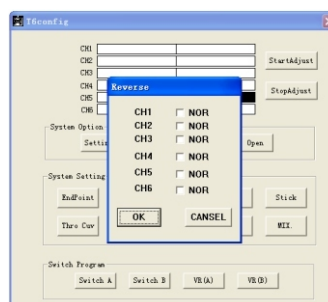 T6config
CH1
CH2
CH3
CH4
CH5
CH6
StartAdjust
StopAdjust
Reverse
CH1 NOR
CH2 NOR
CH3 NOR
CH4 NOR
CH5 NOR
CH6 NOR
OK CANSEL
System Option
Open
System Setting
EndPoint Stick
Thro Cuv MIX.
Switch Program
Switch A Switch B VR(A) VR(B)